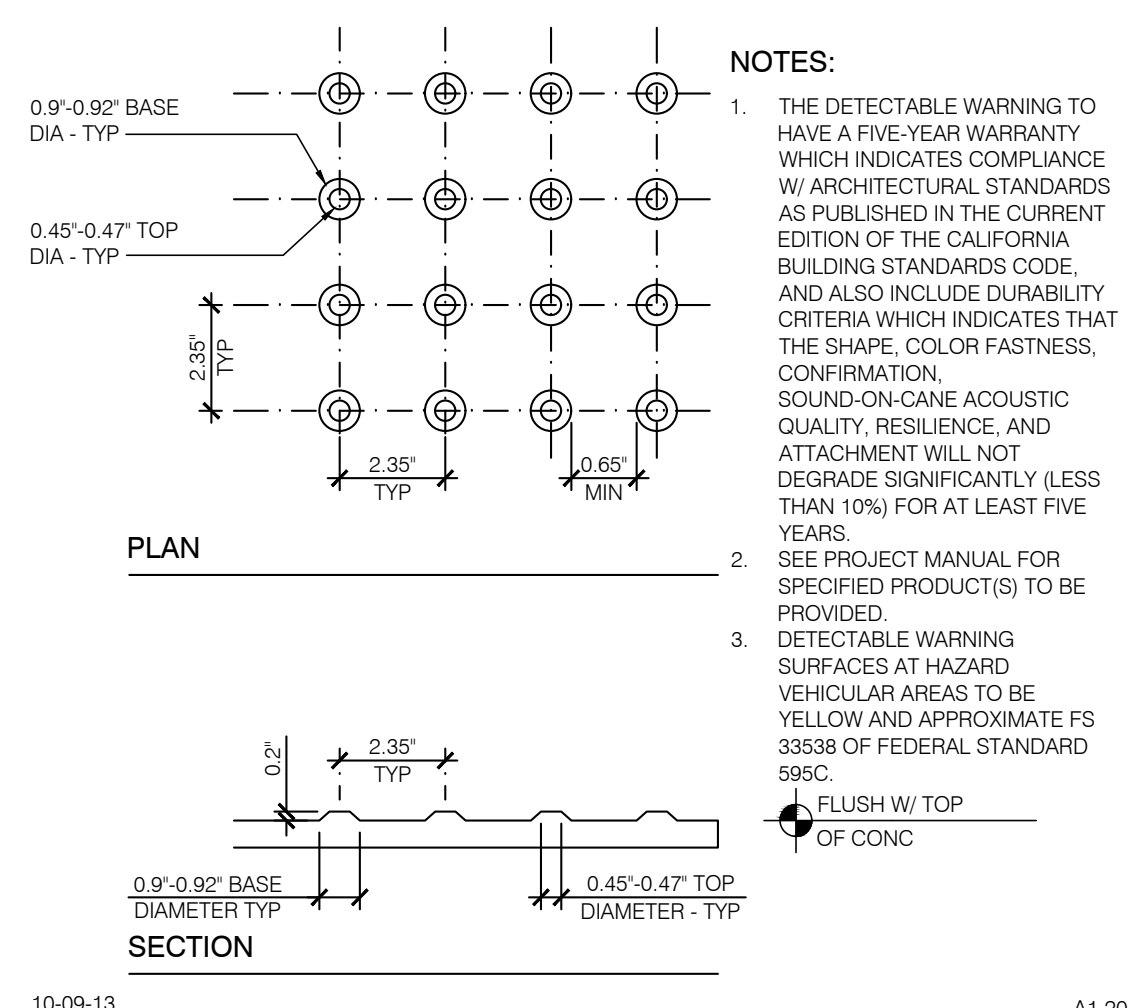 0.9"-0.92" BASE
DIA - TYP
0.45"-0.47" TOP
DIA - TYP
2.35"
TYP
2.35"
TYP
0.65"
MIN
PLAN
NOTES:
1. THE DETECTABLE WARNING TO
HAVE A FIVE-YEAR WARRANTY
WHICH INDICATES COMPLIANCE
W/ ARCHITECTURAL STANDARDS
AS PUBLISHED IN THE CURRENT
EDITION OF THE CALIFORNIA
BUILDING STANDARDS CODE,
AND ALSO INCLUDE DURABILITY
CRITERIA WHICH INDICATES THAT
THE SHAPE, COLOR FASTNESS,
CONFIRMATION,
SOUND-ON-CANE ACOUSTIC
QUALITY, RESILIENCE, AND
ATTACHMENT WILL NOT
DEGRADE SIGNIFICANTLY (LESS
THAN 10%) FOR AT LEAST FIVE
YEARS.
2. SEE PROJECT MANUAL FOR
SPECIFIED PRODUCT(S) TO BE
PROVIDED.
3. DETECTABLE WARNING
SURFACES AT HAZARD
VEHICULAR AREAS TO BE
YELLOW AND APPROXIMATE FS
33538 OF FEDERAL STANDARD
595C.
0.2"
2.35"
TYP
FLUSH W/ TOP
OF CONC
0.9"-0.92" BASE
DIAMETER TYP
0.45"-0.47" TOP
DIAMETER - TYP
SECTION
10-09-13
A1.20